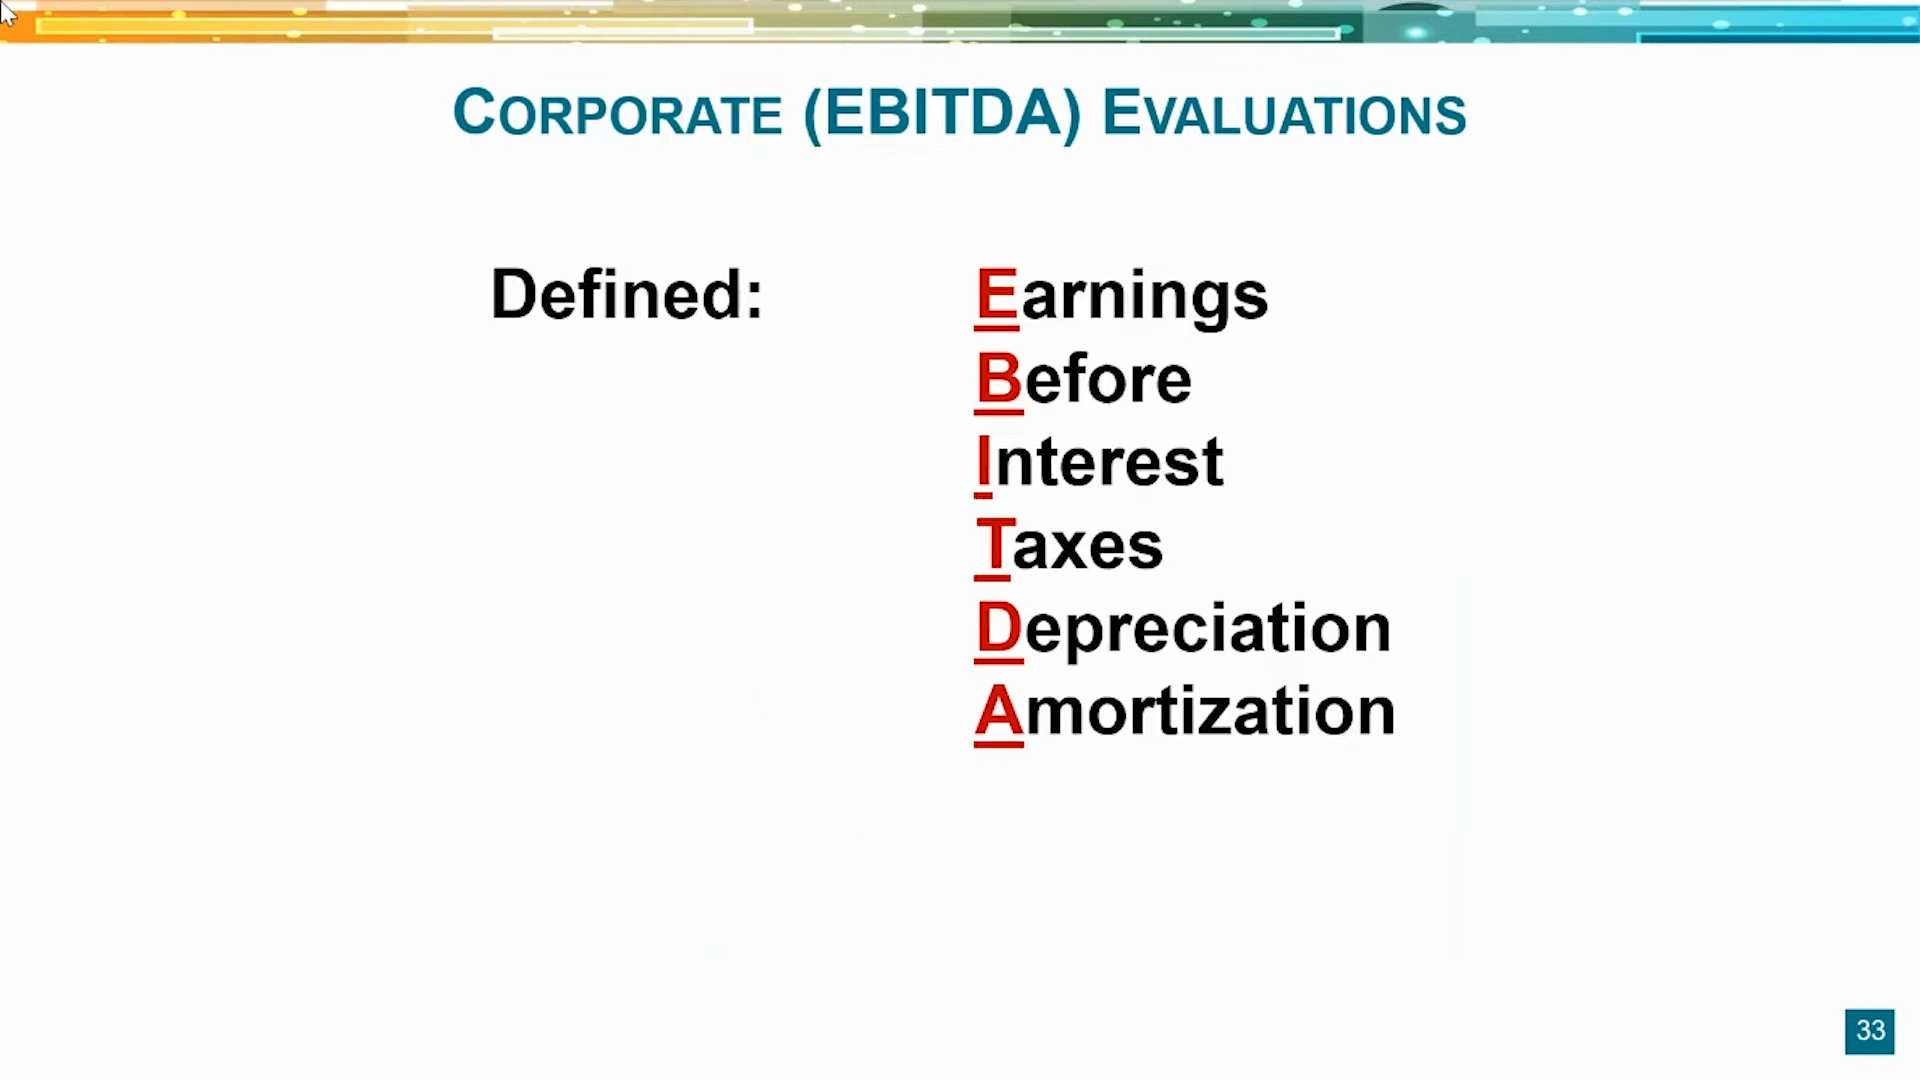 CORPORATE (EBITDA) EVALUATIONS
Defined: Earnings
Before
Interest
Taxes
Depreciation
Amortization
33